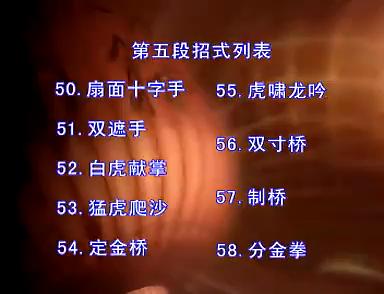 第五段招式列表
50.扇面十字手
51.双遮手
52.白虎献掌
53.猛虎爬沙
54.定金桥
55.虎啸龙吟
56.双寸桥
57.制桥
58.分金拳